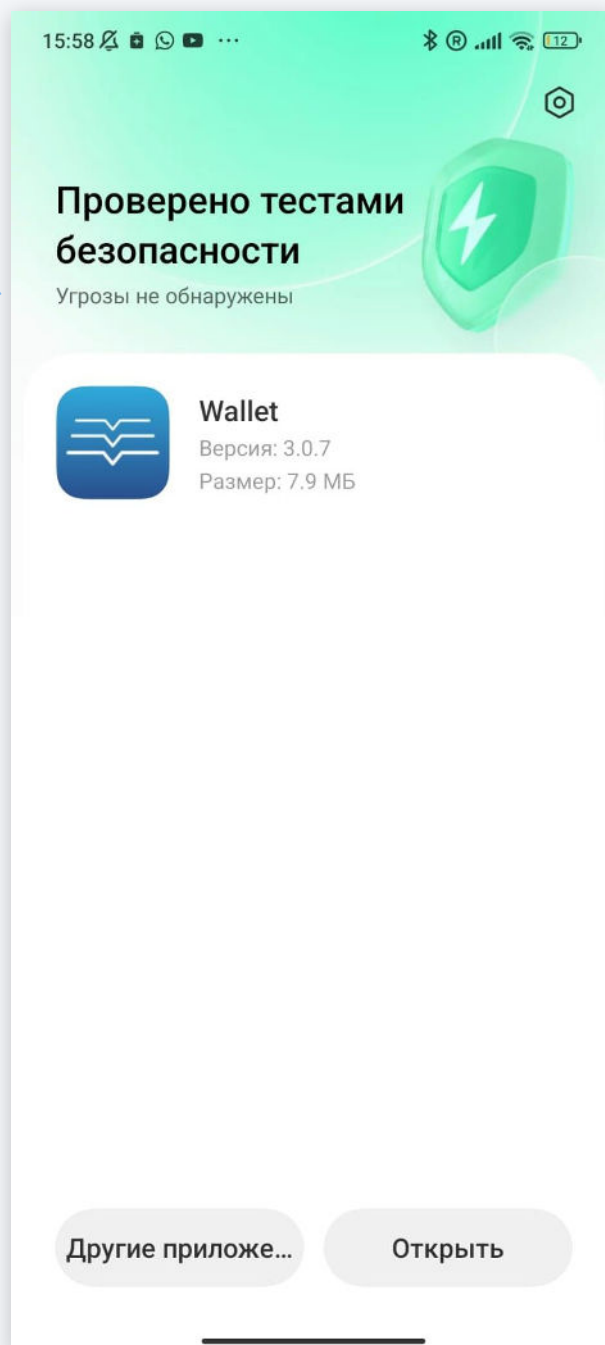 15:58
12
Проверено тестами
безопасности
Угрозы не обнаружены
Wallet
Версия: 3.0.7
Размер: 7.9 МБ
Другие приложе...
Открыть